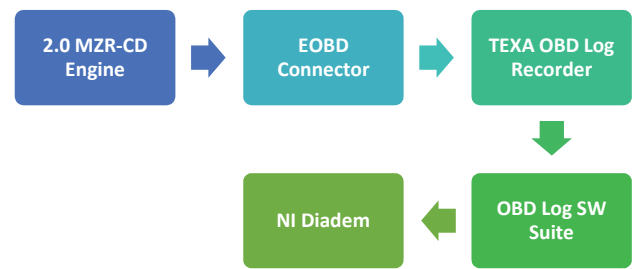 2.0 MZR-CD
Engine
EOBD
Connector
TEXA OBD Log
Recorder
OBD Log SW
Suite
NI Diadem